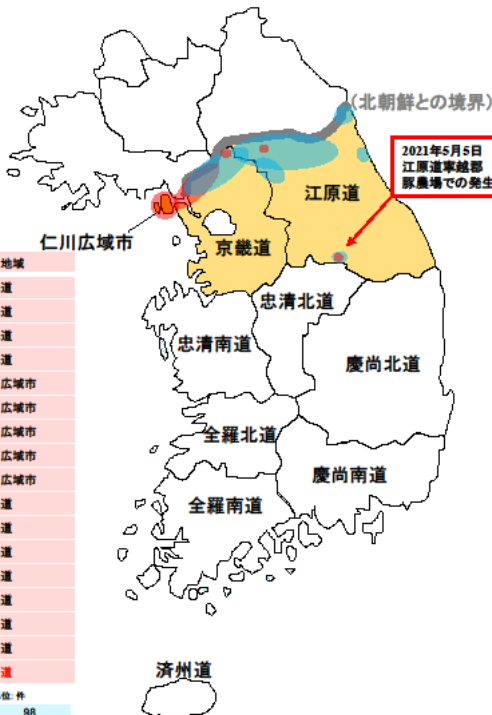 (北朝鮮との境界)
2021年5月5日
江原道寧越郡
豚農場での発生
江原道
仁川広域市
京畿道
地域
道
道
道
道
広域市
広域市
広域市
広域市
広域市
道
道
道
道
道
道
道
道
忠清北道
忠清南道
慶尚北道
全羅北道
慶尚南道
全羅南道
済州道
位: 件
98